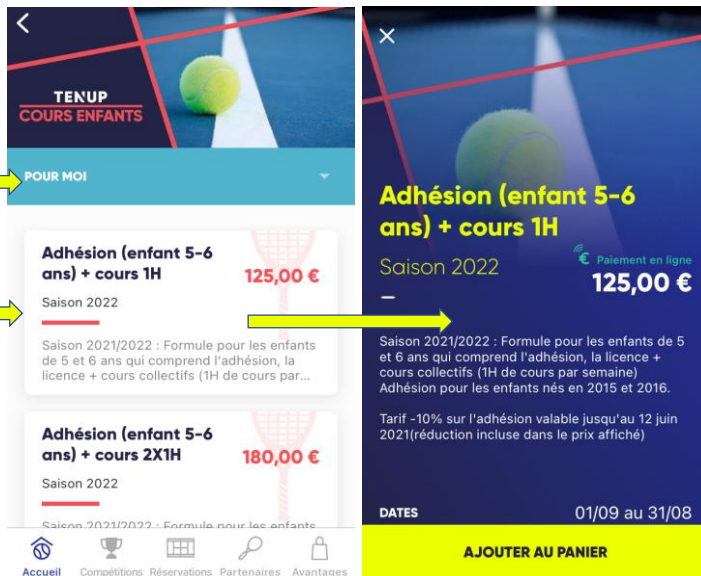 TENUP
COURS ENFANTS
POUR MOI
Adhésion (enfant 5-6
ans) + cours 1H
125,00 €
Saison 2022
Saison 2021/2022 : Formule pour les enfants
de 5 et 6 ans qui comprend l'adhésion, la
licence + cours collectifs (1H de cours par...
Adhésion (enfant 5-6
ans) + cours 2X1H
180,00 €
Saison 2022
Saison 2021/2022 : Formule pour les enfants
Accueil
Compétitions
Réservations
Partenaires
Avantages
Adhésion (enfant 5-6
ans) + cours 1H
Saison 2022
€ Paiement en ligne
125,00 €
Saison 2021/2022 : Formule pour les enfants de 5
et 6 ans qui comprend l'adhésion, la licence +
cours collectifs (1H de cours par semaine)
Adhésion pour les enfants nés en 2015 et 2016.
Tarif -10% sur l'adhésion valable jusqu'au 12 juin
2021(réduction incluse dans le prix affiché)
DATES
01/09 au 31/08
AJOUTER AU PANIER